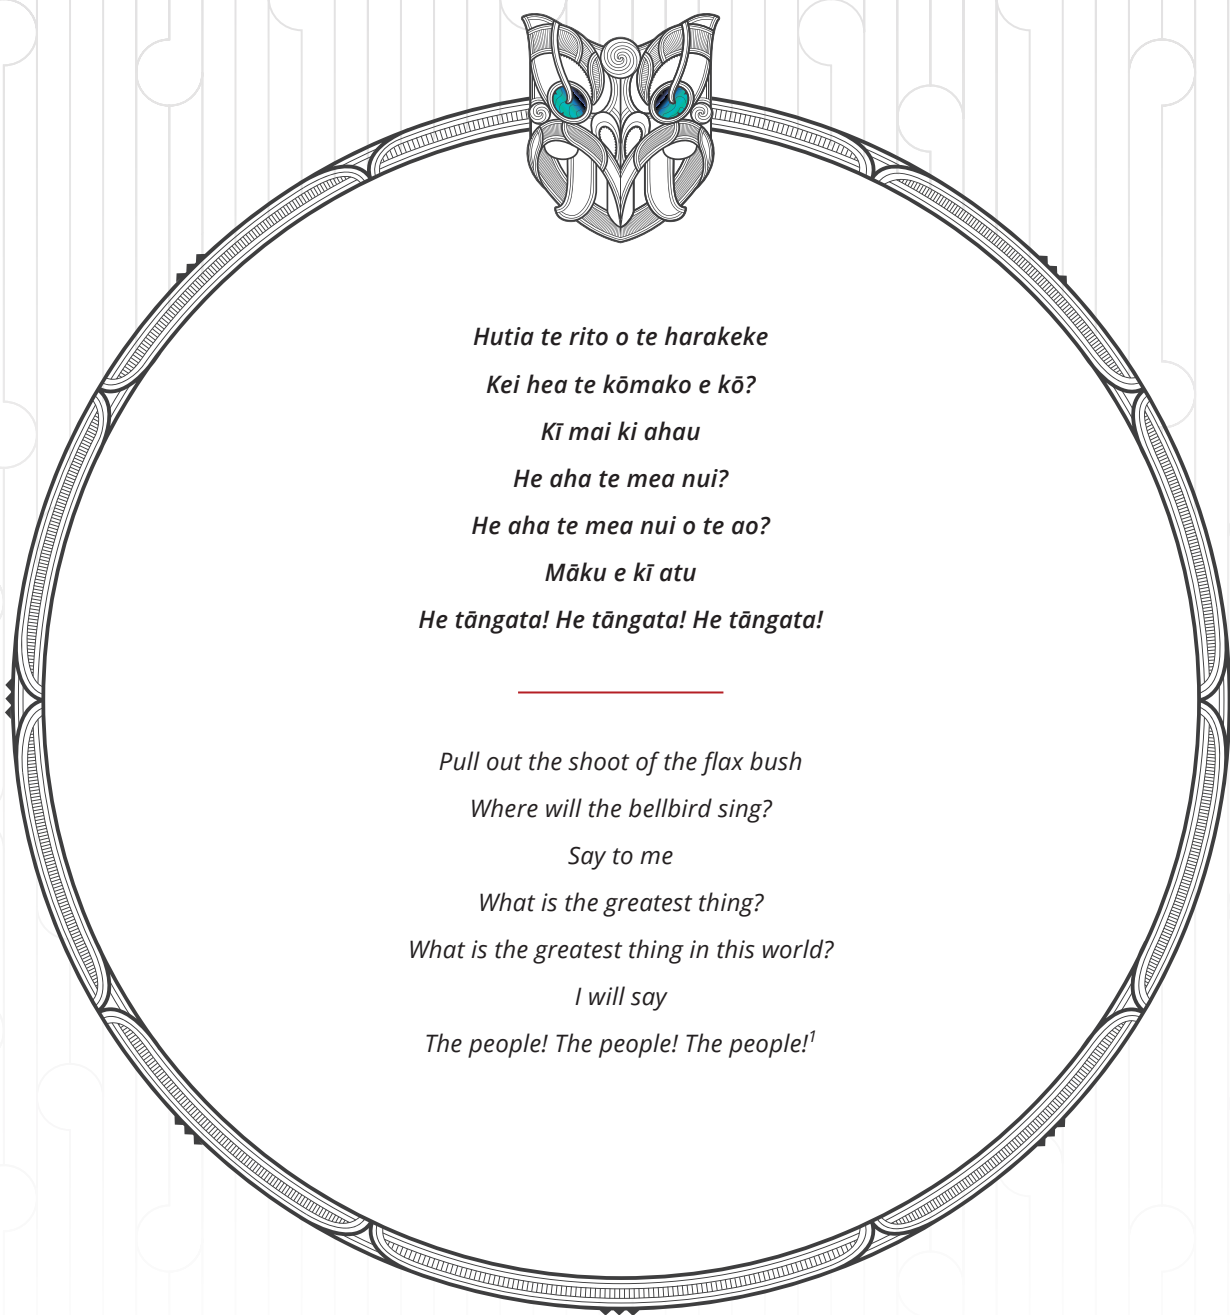 Hutia te rito o te harakeke
Kei hea te kōmako e kō?
Kī mai ki ahau
He aha te mea nui?
He aha te mea nui o te ao?
Māku e kī atu
He tāngata! He tāngata! He tāngata!
Pull out the shoot of the flax bush
Where will the bellbird sing?
Say to me
What is the greatest thing?
What is the greatest thing in this world?
I will say
The people! The people! The people!¹